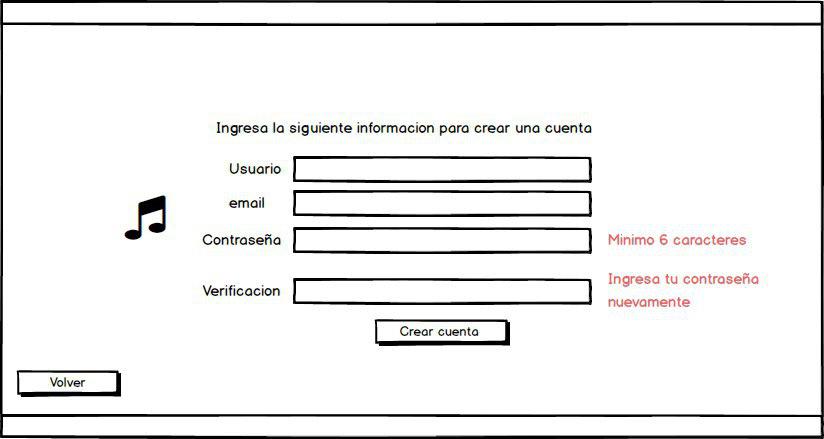 Ingresa la siguiente informacion para crear una cuenta
Usuario
email
Contraseña
Minimo 6 caracteres
Verificacion
Ingresa tu contraseña
nuevamente
Crear cuenta
Volver